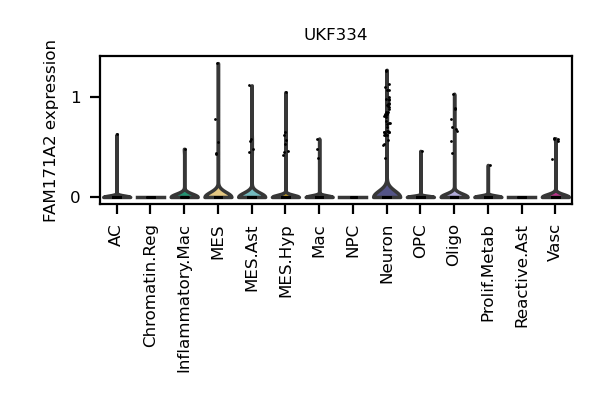 UKF334
FAM171A2 expression
1
0
AC
Chromatin.Reg
Inflammatory.Mac
MES
MES.Ast
MES.Hyp
Mac
NPC
Neuron
OPC
Oligo
Prolif.Metab
Reactive.Ast
Vasc